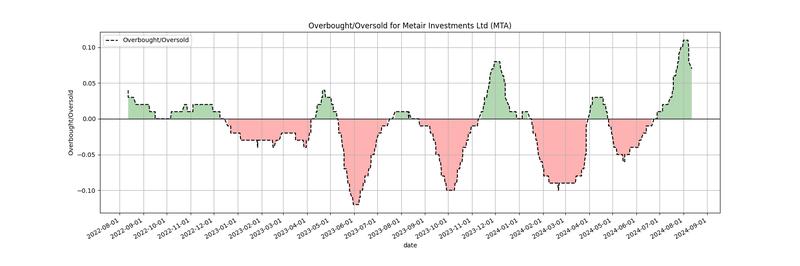 Overbought/Oversold for Metair Investments Ltd (MTA)
Overbought/Oversold
0.10
0.05
0.00
−0.05
−0.10
Overbought/Oversold
2022-08-01 2022-09-01 2022-10-01 2022-11-01 2022-12-01 2023-01-01 2023-02-01 2023-03-01 2023-04-01 2023-05-01 2023-06-01 2023-07-01 2023-08-01 2023-09-01 2023-10-01 2023-11-01 2023-12-01 2024-01-01 2024-02-01 2024-03-01 2024-04-01 2024-05-01 2024-06-01 2024-07-01 2024-08-01 2024-09-01
date